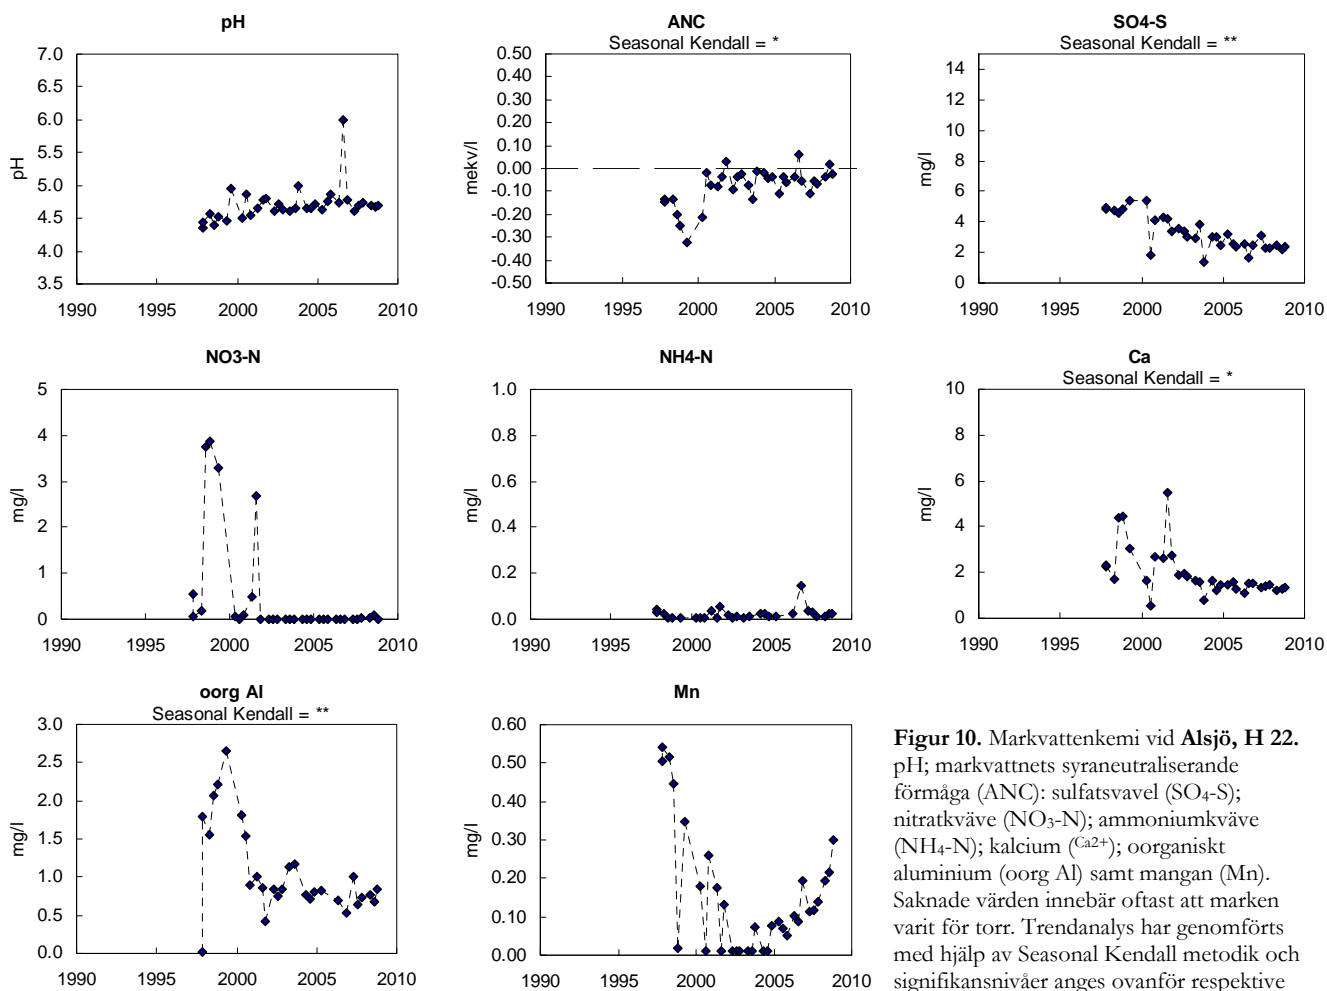 pH
7.0
6.5
6.0
5.5
5.0
4.5
4.0
3.5
pH
1990 1995 2000 2005 2010
ANC
Seasonal Kendall = *
0.50
0.40
0.30
0.20
0.10
0.00
-0.10
-0.20
-0.30
-0.40
-0.50
mekv/l
1990 1995 2000 2005 2010
SO4-S
Seasonal Kendall = **
14
12
10
8
6
4
2
0
mg/l
1990 1995 2000 2005 2010
NO3-N
5
4
3
2
1
0
mg/l
1990 1995 2000 2005 2010
NH4-N
1.0
0.8
0.6
0.4
0.2
0.0
mg/l
1990 1995 2000 2005 2010
Ca
Seasonal Kendall = *
10
8
6
4
2
0
mg/l
1990 1995 2000 2005 2010
oorg Al
Seasonal Kendall = **
3.0
2.5
2.0
1.5
1.0
0.5
0.0
mg/l
1990 1995 2000 2005 2010
Mn
0.60
0.50
0.40
0.30
0.20
0.10
0.00
mg/l
1990 1995 2000 2005 2010
Figur 10. Markvattenkemi vid Alsjö, H 22.
pH; markvattnets syraneutraliserande
förmåga (ANC): sulfatsvavel (SO4-S);
nitratkväve (NO3-N); ammoniumkväve
(NH4-N); kalcium (Ca2+); oorganiskt
aluminium (oorg Al) samt mangan (Mn).
Saknade värden innebär oftast att marken
varit för torr. Trendanalys har genomförts
med hjälp av Seasonal Kendall metodik och
signifikansnivåer anges ovanför respektive